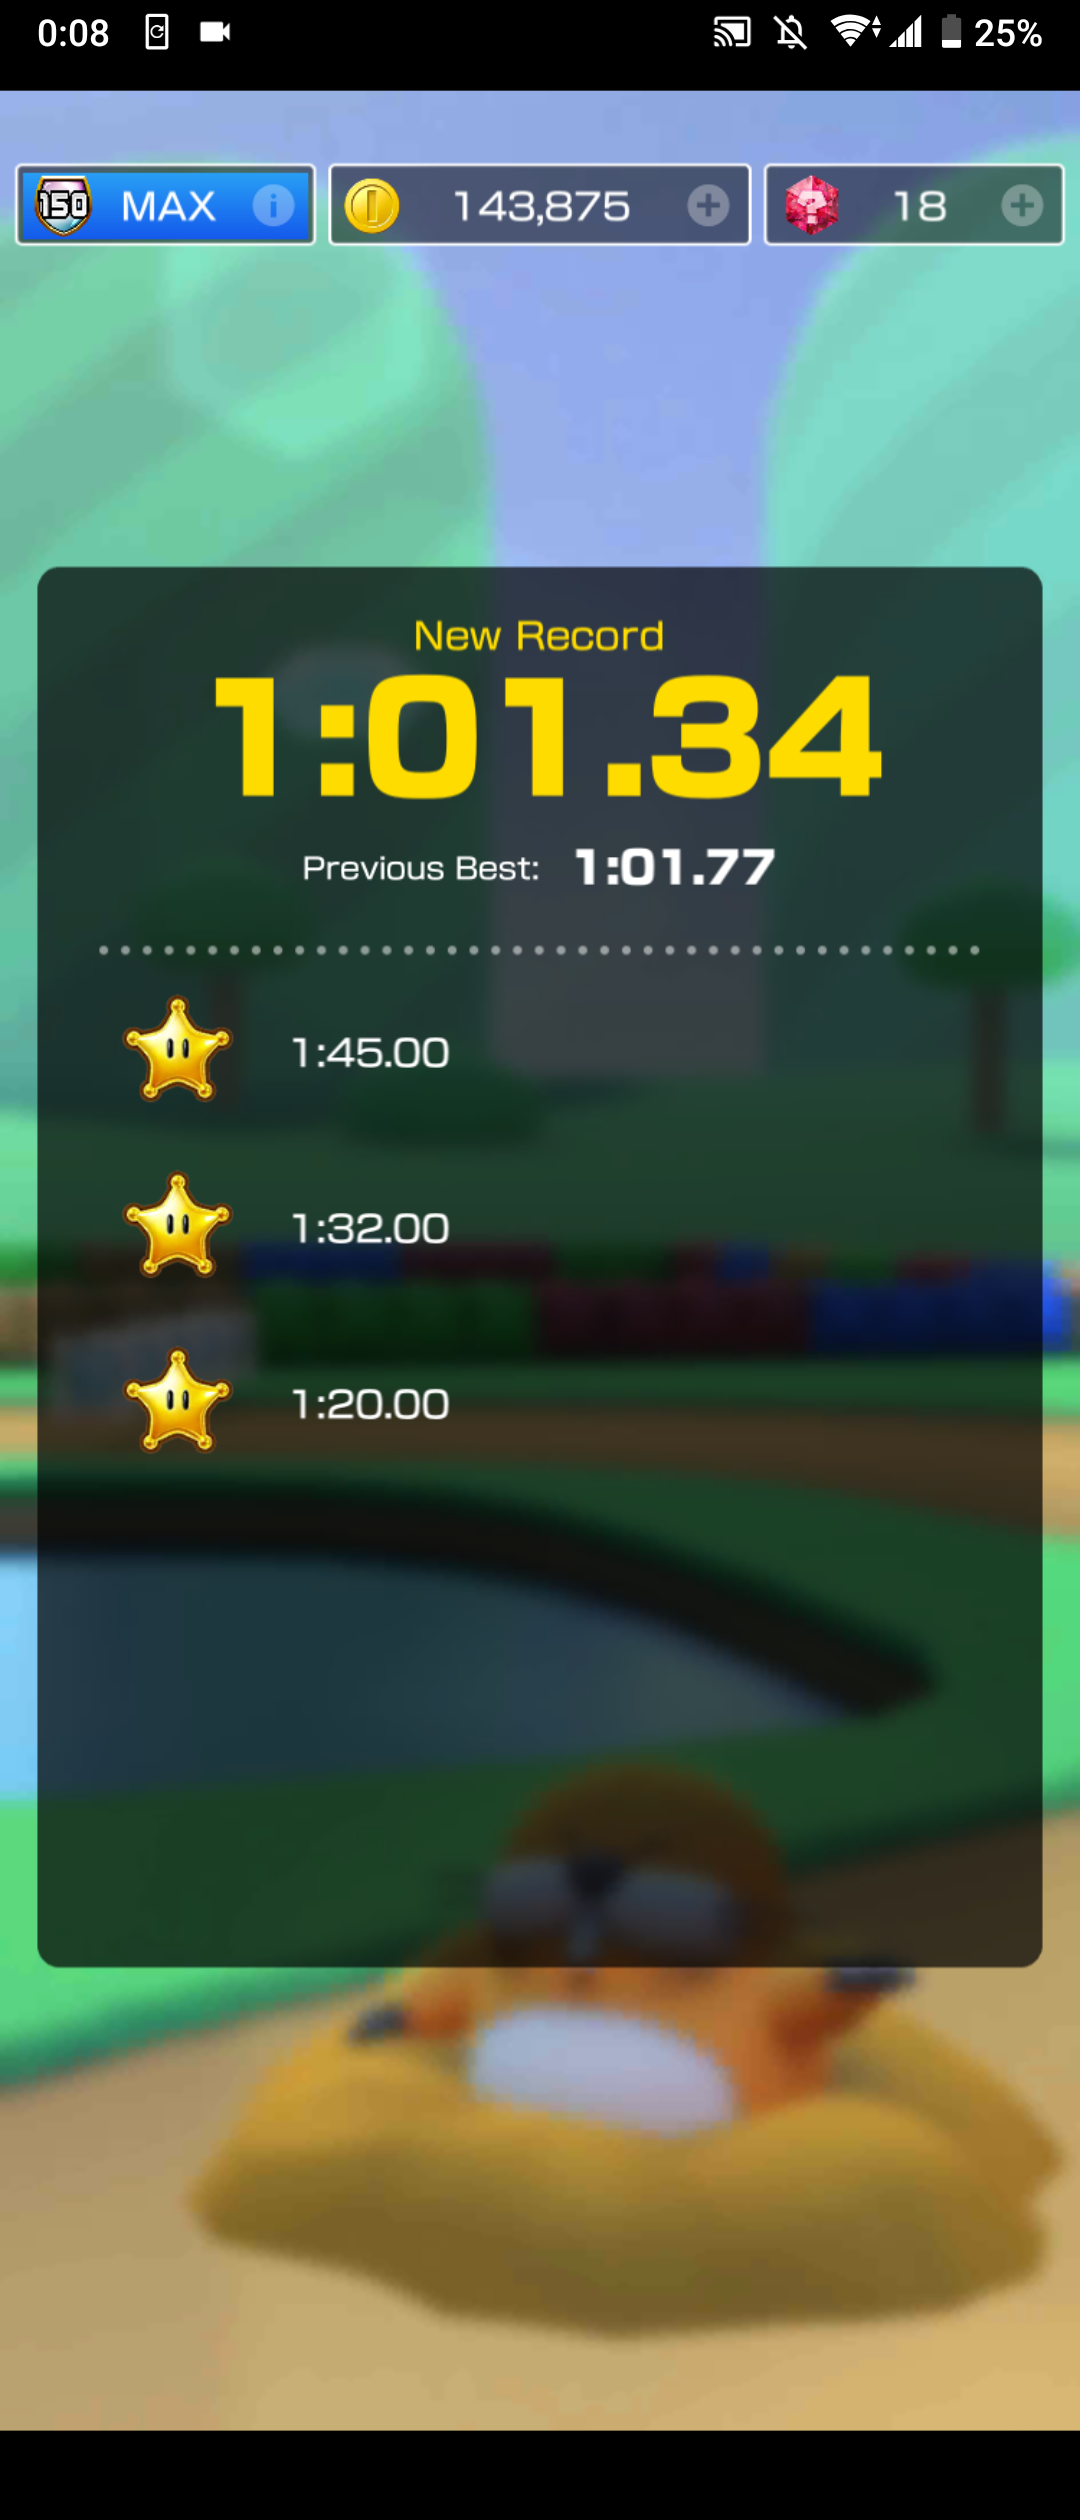 0:08 25%
150 MAX i 143,875 + ? 18 +
New Record
1:01.34
Previous Best: 1:01.77
1:45.00
1:32.00
1:20.00